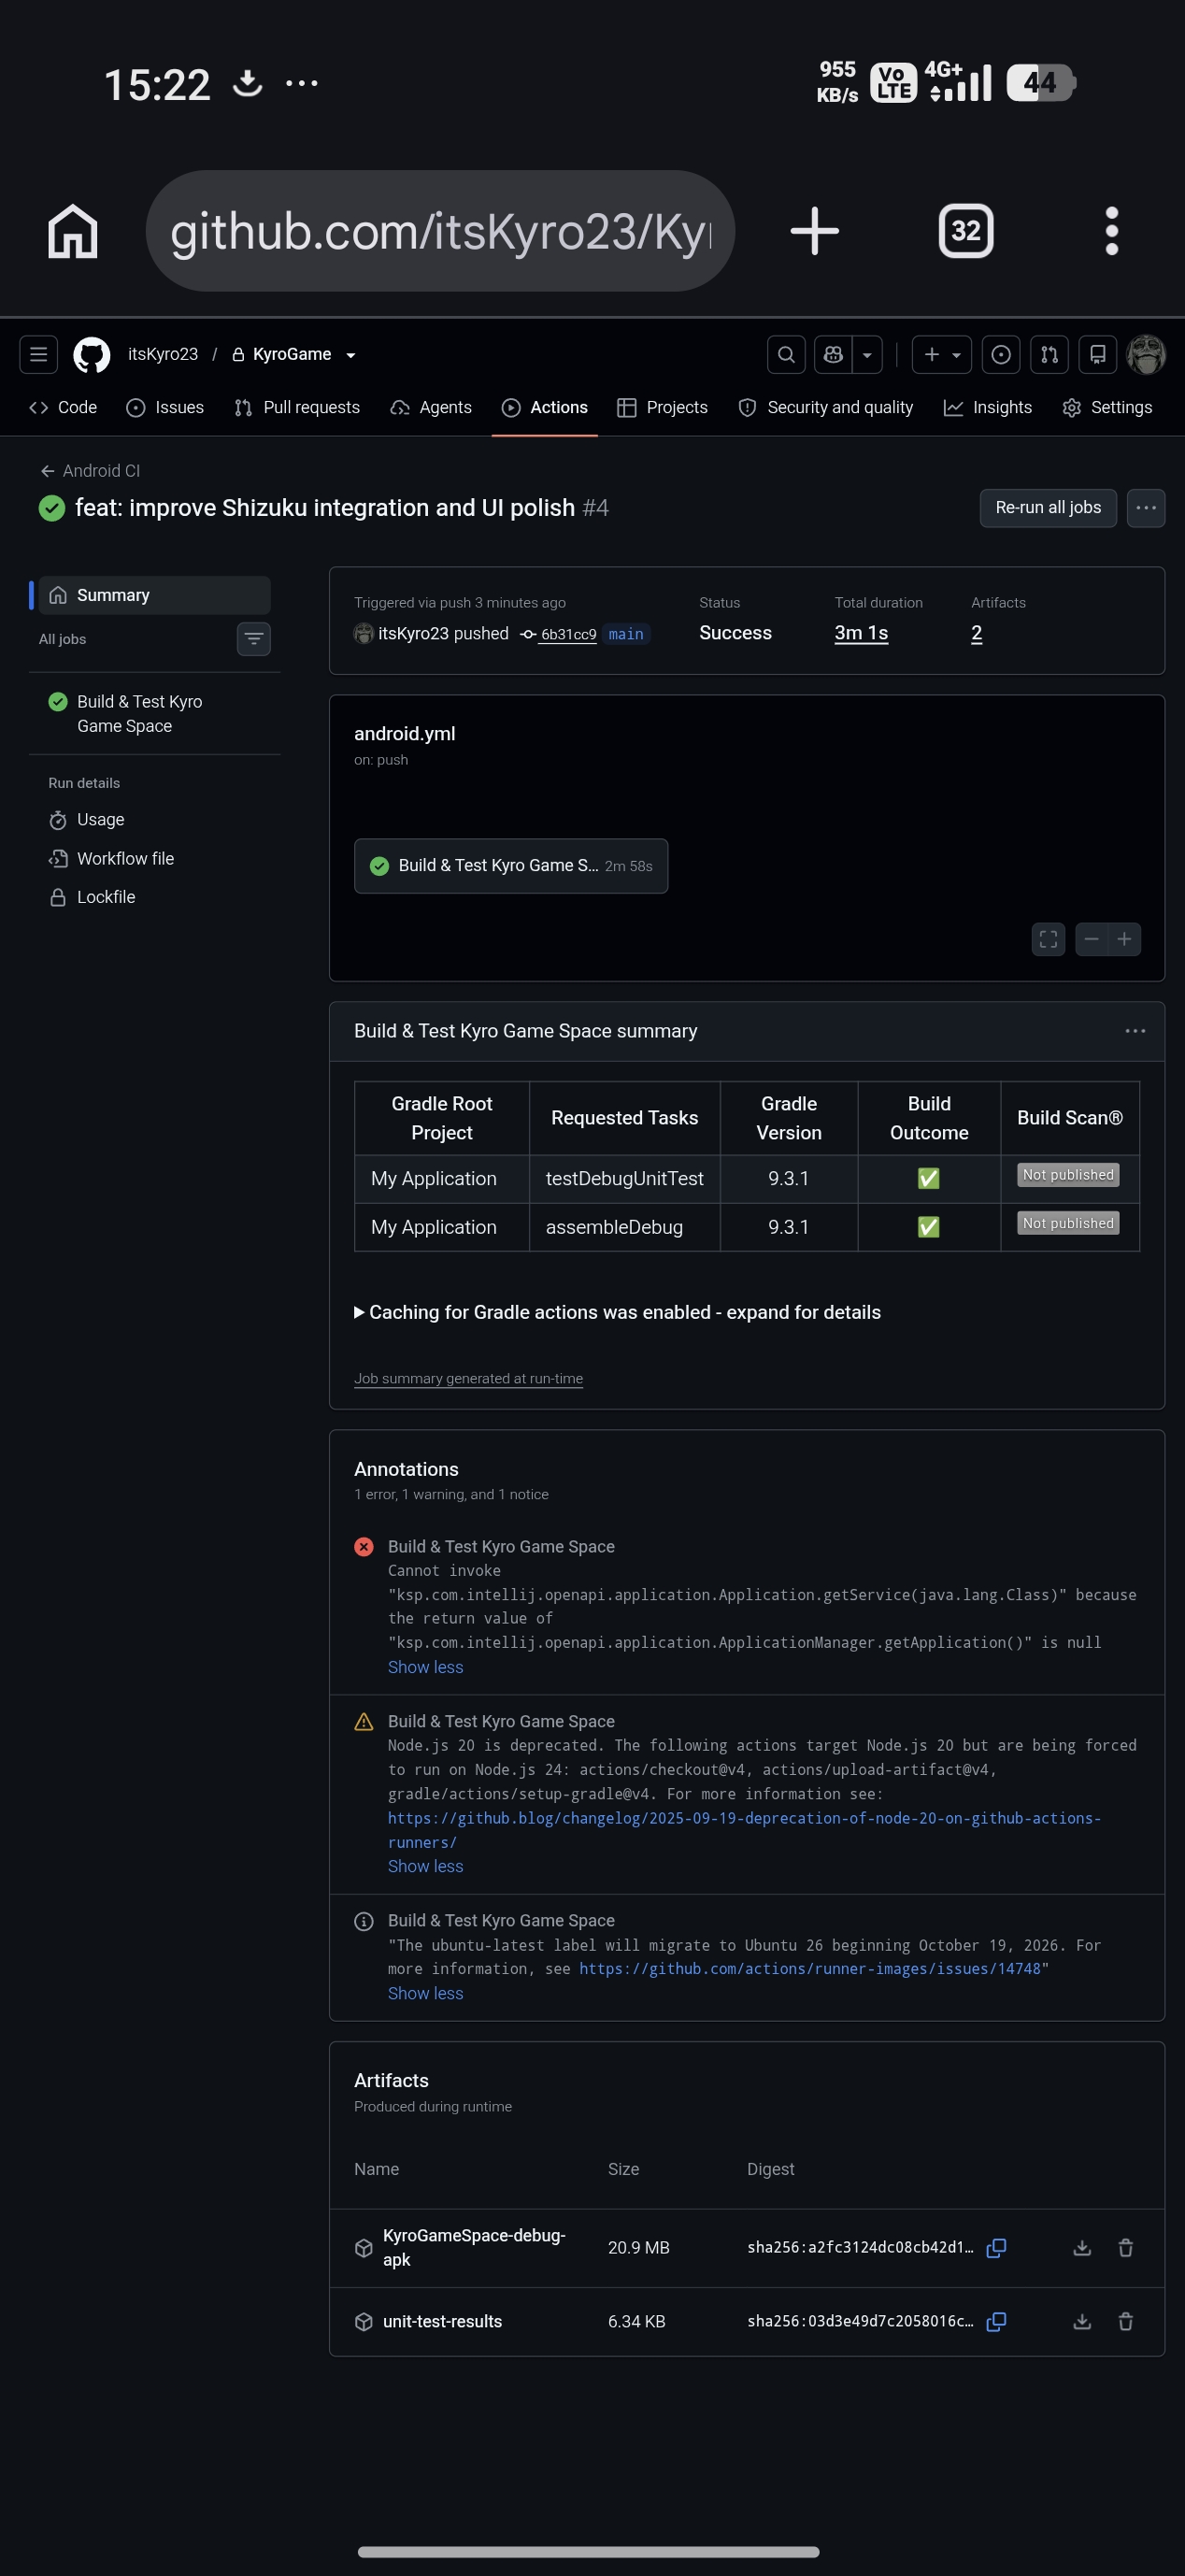 15:22
955
KB/s
Vo
LTE
4G+
44
github.com/itsKyro23/Ky
32
itsKyro23 / KyroGame
Code Issues Pull requests Agents Actions Projects Security and quality Insights Settings
Android CI
feat: improve Shizuku integration and UI polish #4
Re-run all jobs
Summary
All jobs
Build & Test Kyro
Game Space
Run details
Usage
Workflow file
Lockfile
Triggered via push 3 minutes ago
itsKyro23 pushed 6b31cc9 main
Status
Success
Total duration
3m 1s
Artifacts
2
android.yml
on: push
Build & Test Kyro Game S... 2m 58s
Build & Test Kyro Game Space summary
Gradle Root Project Requested Tasks Gradle Version Build Outcome Build Scan®
My Application testDebugUnitTest 9.3.1 ✅ Not published
My Application assembleDebug 9.3.1 ✅ Not published
Caching for Gradle actions was enabled - expand for details
Job summary generated at run-time
Annotations
1 error, 1 warning, and 1 notice
Build & Test Kyro Game Space
Cannot invoke
"ksp.com.intellij.openapi.application.Application.getService(java.lang.Class)" because
the return value of
"ksp.com.intellij.openapi.application.ApplicationManager.getApplication()" is null
Show less
Build & Test Kyro Game Space
Node.js 20 is deprecated. The following actions target Node.js 20 but are being forced
to run on Node.js 24: actions/checkout@v4, actions/upload-artifact@v4,
gradle/actions/setup-gradle@v4. For more information see:
https://github.blog/changelog/2025-09-19-deprecation-of-node-20-on-github-actions-
runners/
Show less
Build & Test Kyro Game Space
"The ubuntu-latest label will migrate to Ubuntu 26 beginning October 19, 2026. For
more information, see https://github.com/actions/runner-images/issues/14748"
Show less
Artifacts
Produced during runtime
Name Size Digest
KyroGameSpace-debug-
apk
20.9 MB sha256:a2fc3124dc08cb42d1…
unit-test-results 6.34 KB sha256:03d3e49d7c2058016c…